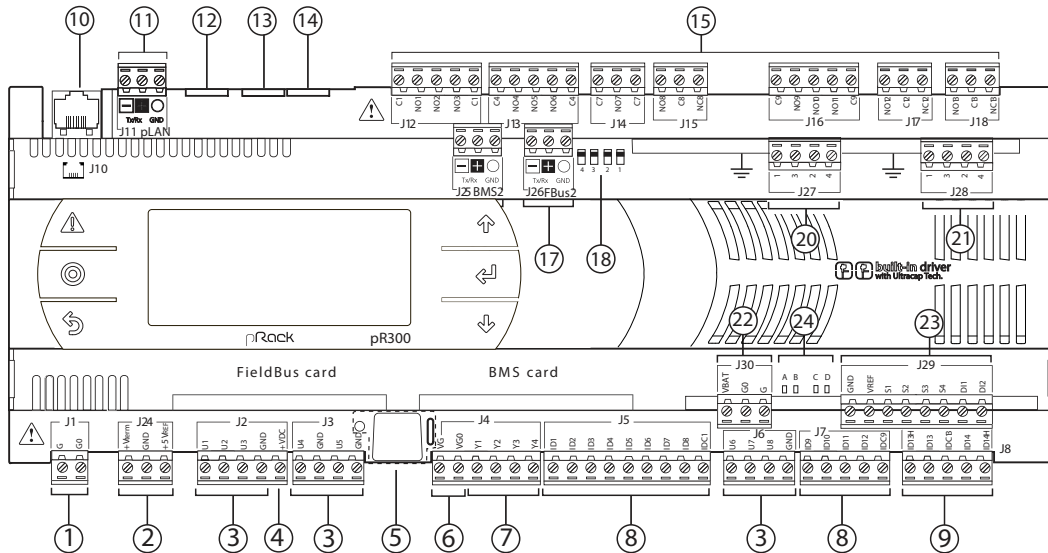 10 11 12 13 14 15
C1 NO1 NO2 NO3 C1 C4 NO4 NO5 NO6 C4 C7 NO7 C7 NO8 C8 NC8 C9 NO9 NO10 NO11 C9 NO12 C12 NC12 NO13 C13 NC13
J12 J13 J14 J15 J16 J17 J18
Tx/Rx GND
J11 pLAN
J10
Tx/Rx GND Tx/Rx GND
J25 BMS2 J26FBus2
4 3 2 1
1 3 2 4 1 3 2 4
J27 J28
17 18 20 21
built-in driver
with Ultracap Tech.
pRack pR300
22 24 23
FieldBus card BMS card
J30 A B C D J29
VBAT G0 G GND VREF S1 S2 S3 S4 DI1 DI2
J1 J24 J2 J3 J4 J5 J6 J7 J8
G G0 +Vterm GND +5 VREF U1 U2 U3 GND +VDC U4 GND U5 GND VG VG0 Y1 Y2 Y3 Y4 ID1 ID2 ID3 ID4 ID5 ID6 ID7 ID8 IDC1 U6 U7 U8 GND ID9 ID10 ID11 ID12 IDC9 ID13H ID13 IDC13 ID14 ID14H
1 2 3 4 3 5 6 7 8 3 8 9